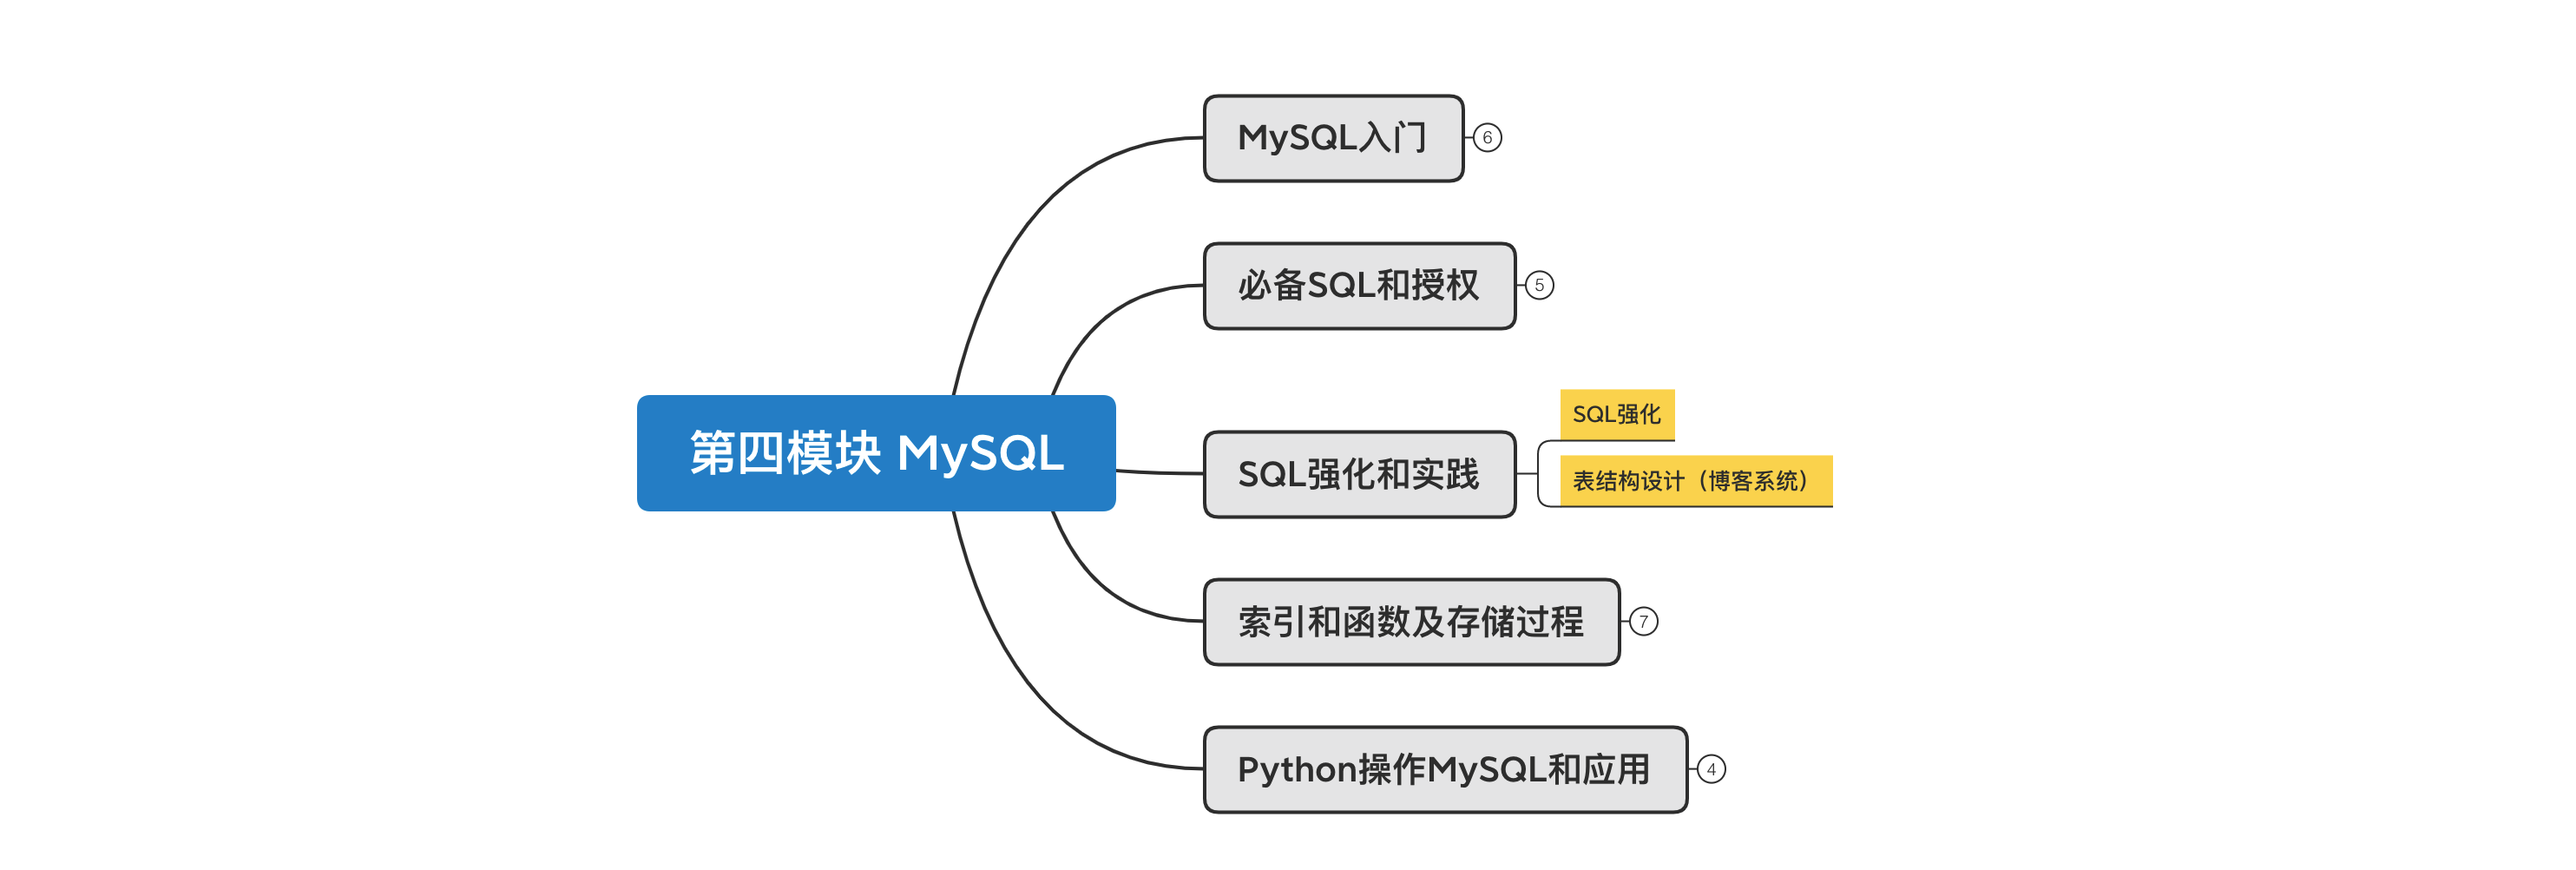 MySQL入门
6
必备SQL和授权
5
第四模块 MySQL
SQL强化和实践
SQL强化
表结构设计（博客系统）
索引和函数及存储过程
7
Python操作MySQL和应用
4